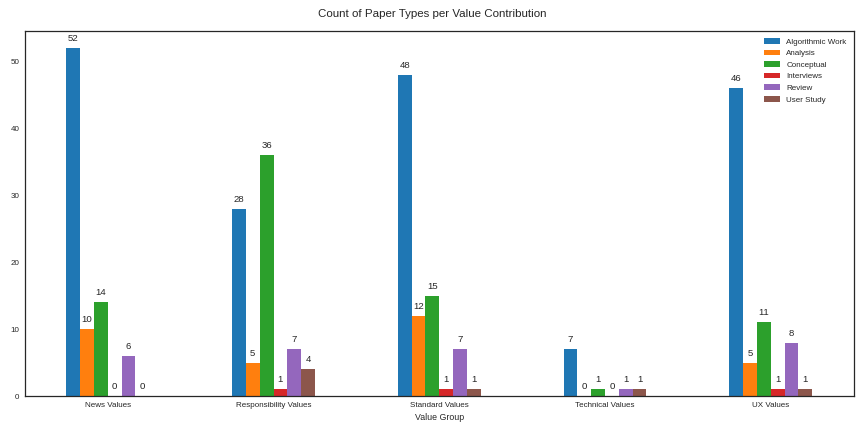 Count of Paper Types per Value Contribution
Algorithmic Work
Analysis
Conceptual
Interviews
Review
User Study
50
40
30
20
10
0
52
10
14
0
6
0
28
5
36
1
7
4
48
12
15
1
7
1
7
0
1
0
1
1
46
5
11
1
8
1
News Values
Responsibility Values
Standard Values
Technical Values
UX Values
Value Group